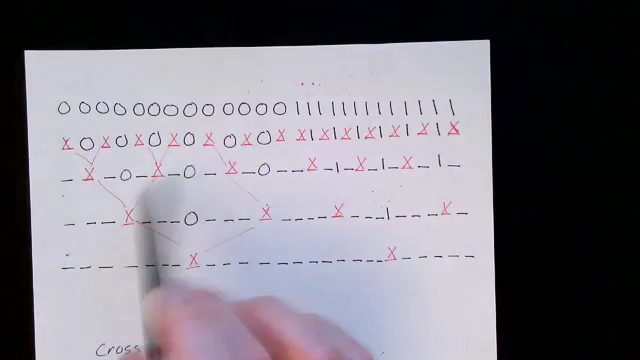 O O O O O O O O O O O O O | | | | | | | | | | | | |
X O X O X O X O X O X O X X | X | X | X | X | X | X
_ X _ O _ X _ O _ X _ O _ X _ | _ X _ | _ X _ | _
_ _ _ X _ _ _ O _ _ _ X _ _ _ _ X _ _ _ | _ _ _ _ X _
_ _ _ _ _ _ _ X _ _ _ _ _ _ _ _ _ _ _ X _ _ _ _ _
Cross